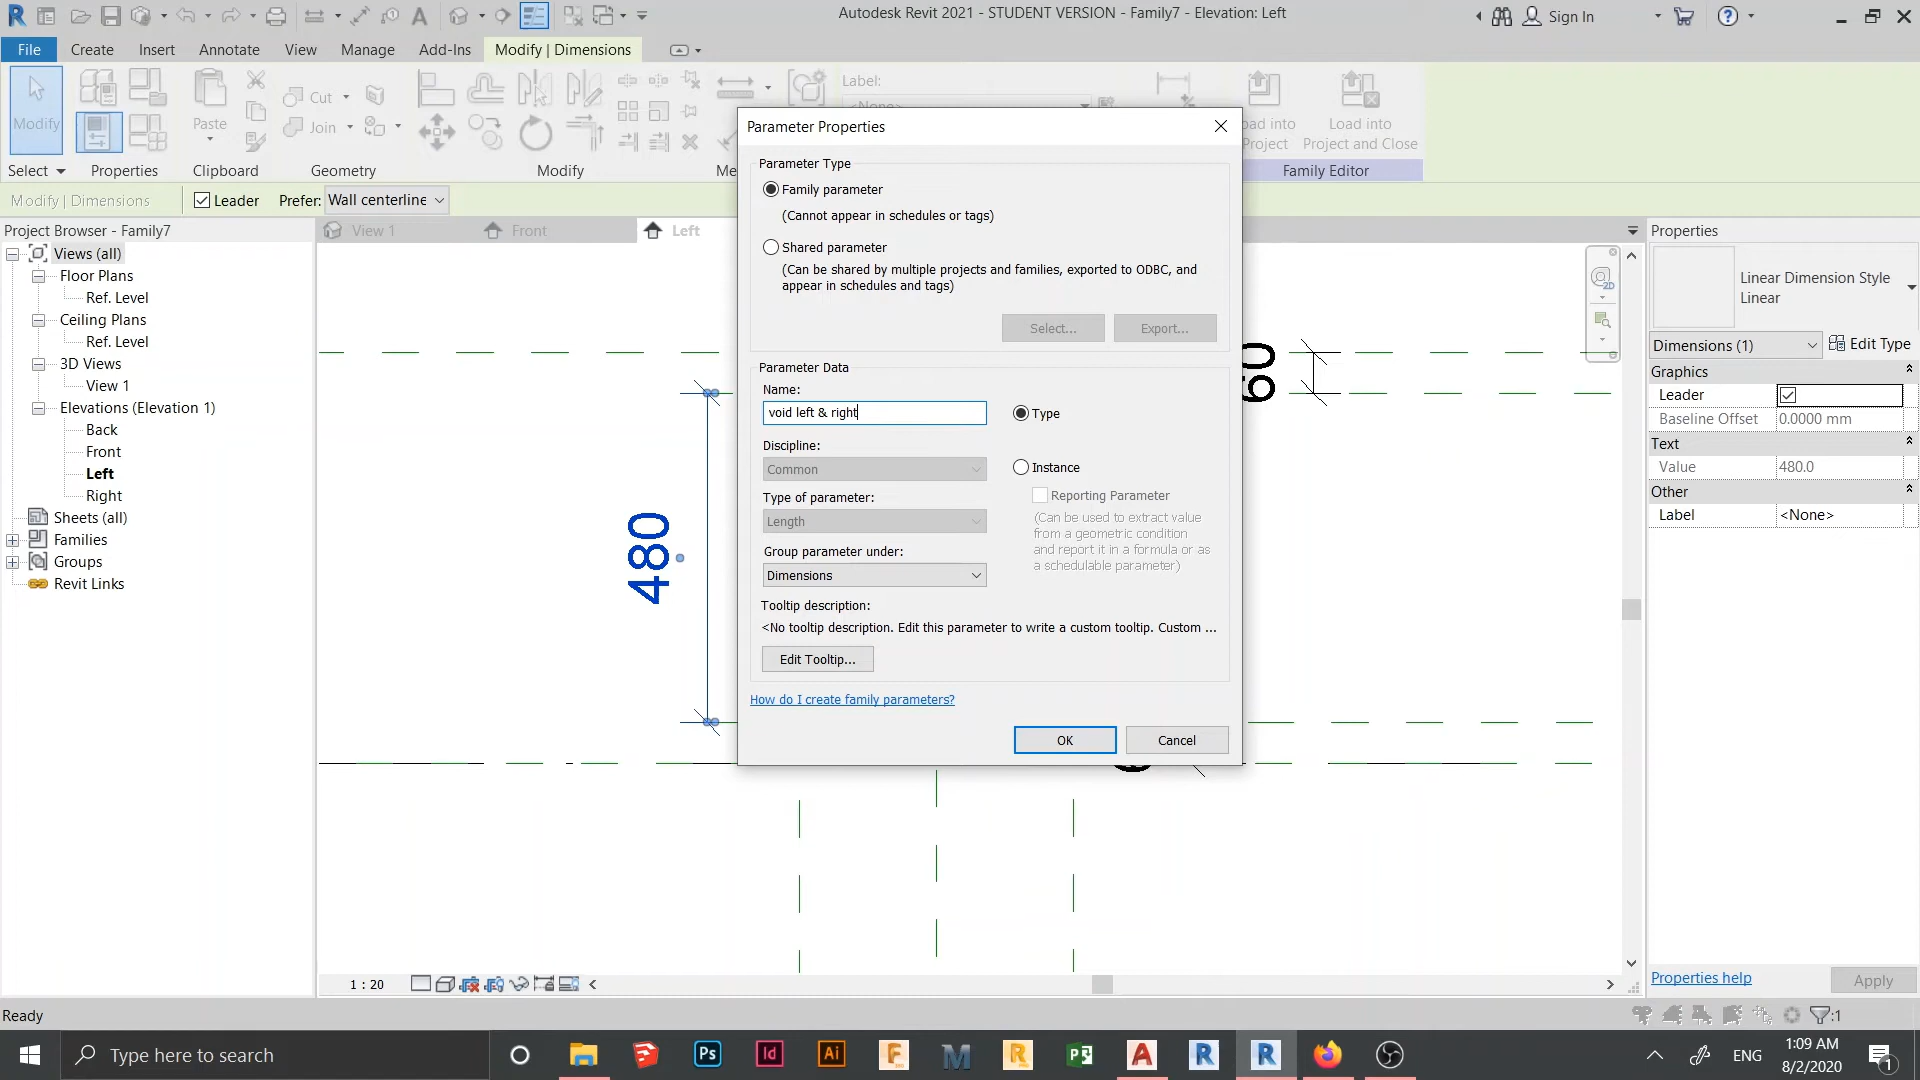 Autodesk Revit 2021 - STUDENT VERSION - Family7 - Elevation: Left
Sign In
File Create Insert Annotate View Manage Add-Ins Modify | Dimensions
Modify
Cut
Join
Paste
Label:
<None>
Load into
Project and Close
Project
Select Properties Clipboard Geometry Modify Me
Family Editor
Modify | Dimensions
Leader
Prefer: Wall centerline
Project Browser - Family7
Views (all)
Floor Plans
Ref. Level
Ceiling Plans
Ref. Level
3D Views
View 1
Elevations (Elevation 1)
Back
Front
Left
Right
Sheets (all)
Families
Groups
Revit Links
View 1
Front
Left
480
60
2D
1 : 20
Parameter Properties
Parameter Type
Family parameter
(Cannot appear in schedules or tags)
Shared parameter
(Can be shared by multiple projects and families, exported to ODBC, and
appear in schedules and tags)
Select...
Export...
Parameter Data
Name:
void left & right
Type
Discipline:
Common
Instance
Reporting Parameter
Type of parameter:
Length
(Can be used to extract value
from a geometric condition
and report it in a formula or as
a schedulable parameter)
Group parameter under:
Dimensions
Tooltip description:
<No tooltip description. Edit this parameter to write a custom tooltip. Custom ...
Edit Tooltip...
How do I create family parameters?
OK
Cancel
Properties
Linear Dimension Style
Linear
Dimensions (1)
Edit Type
Graphics
Leader
Baseline Offset 0.0000 mm
Text
Value 480.0
Other
Label <None>
Properties help
Apply
Ready
:1
Type here to search
Ps
Id
Ai
ENG
1:09 AM
8/2/2020
1